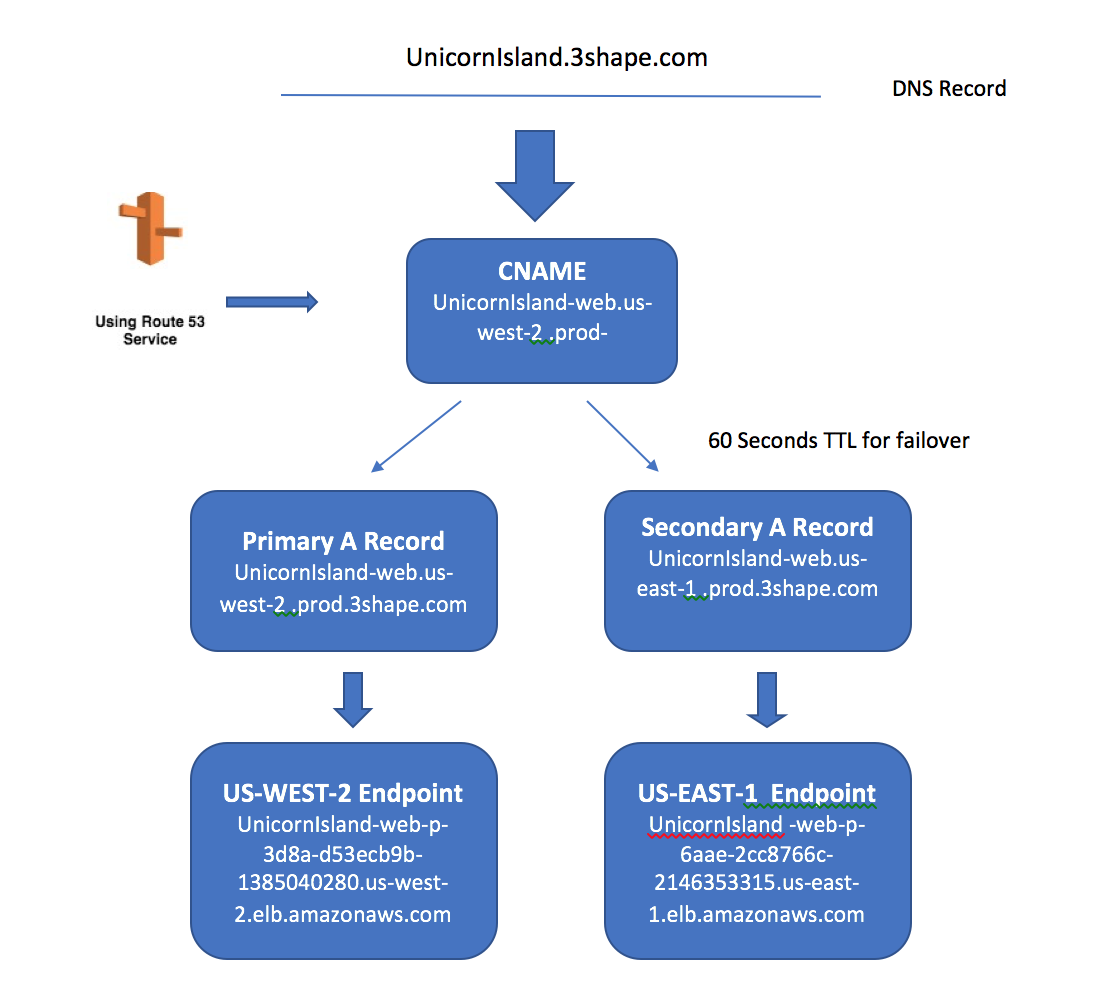 UnicornIsland.3shape.com
DNS Record
Using Route 53
Service
CNAME
UnicornIsland-web.us-
west-2 .prod-
60 Seconds TTL for failover
Primary A Record
UnicornIsland-web.us-
west-2 .prod.3shape.com
Secondary A Record
UnicornIsland-web.us-
east-1 .prod.3shape.com
US-WEST-2 Endpoint
UnicornIsland-web-p-
3d8a-d53ecb9b-
1385040280.us-west-
2.elb.amazonaws.com
US-EAST-1  Endpoint
UnicornIsland -web-p-
6aae-2cc8766c-
2146353315.us-east-
1.elb.amazonaws.com